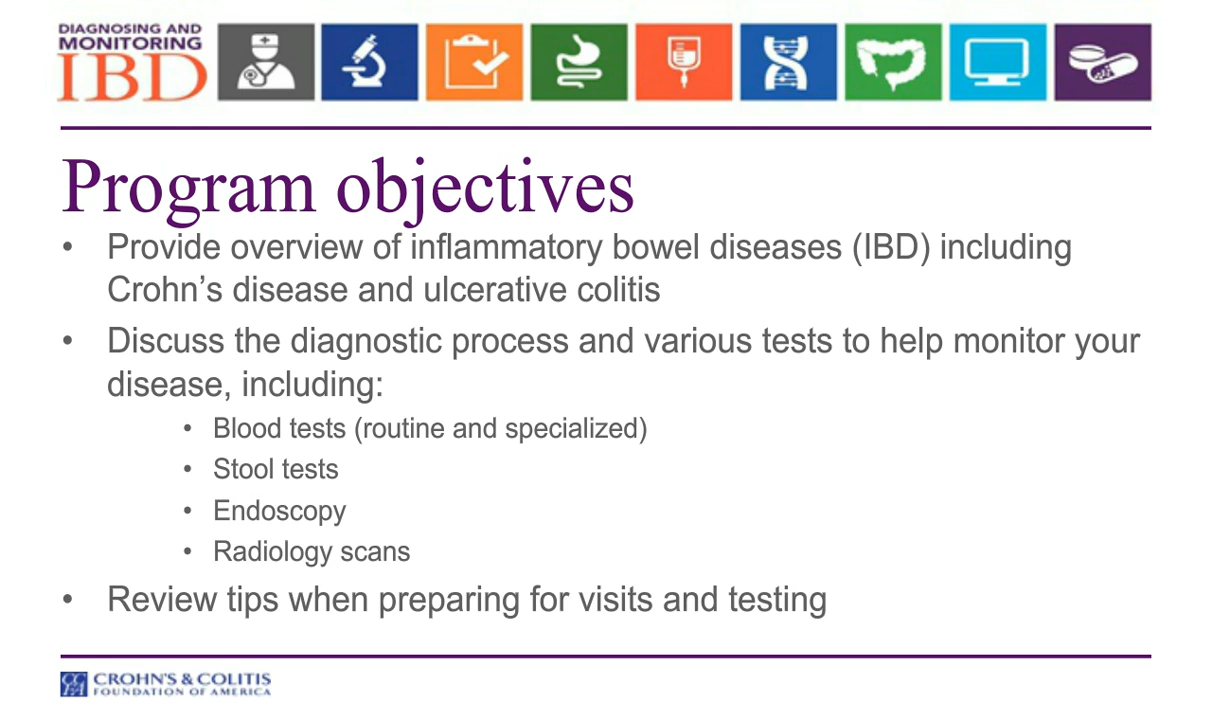 DIAGNOSING AND
MONITORING
IBD
Program objectives
• Provide overview of inflammatory bowel diseases (IBD) including
Crohn’s disease and ulcerative colitis
• Discuss the diagnostic process and various tests to help monitor your
disease, including:
• Blood tests (routine and specialized)
• Stool tests
• Endoscopy
• Radiology scans
• Review tips when preparing for visits and testing
CCFA
CROHN'S & COLITIS
FOUNDATION OF AMERICA